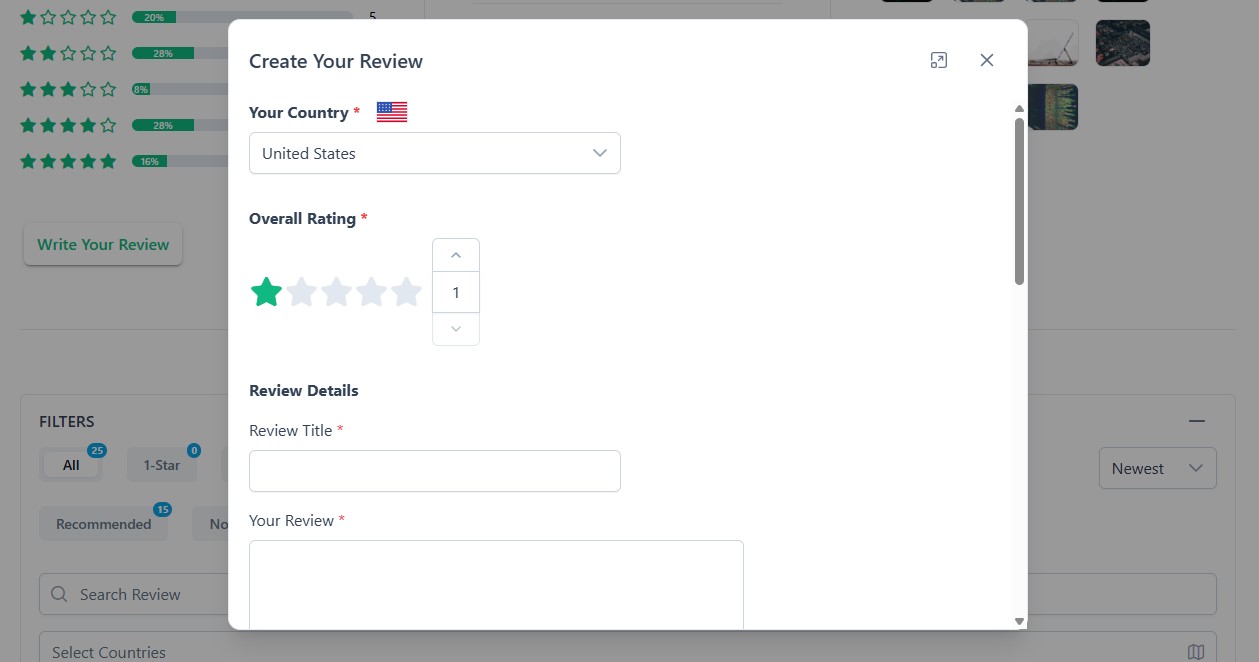 20%
5
28%
8%
28%
16%
Write Your Review
Create Your Review
Your Country *
United States
Overall Rating *
1
Review Details
Review Title *
Your Review *
FILTERS
All 25
1-Star 0
Newest
Recommended 15
No
Search Review
Select Countries